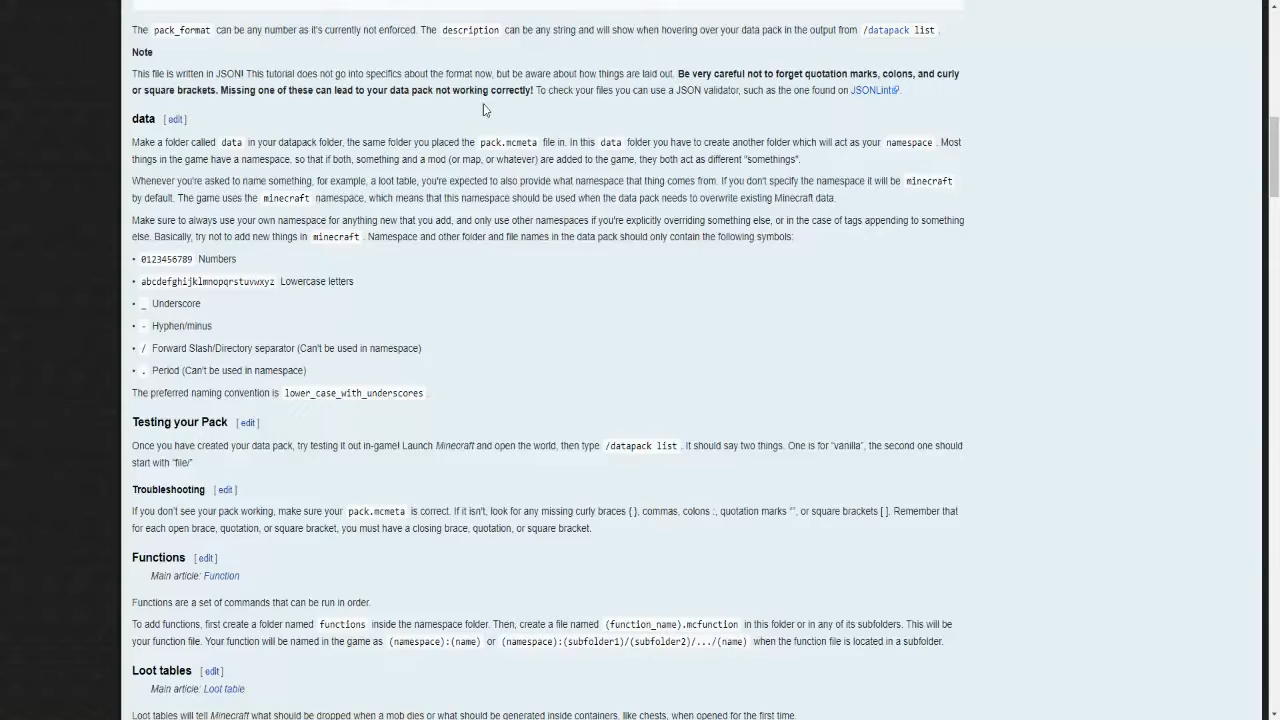 The pack_format can be any number as it's currently not enforced. The description can be any string and will show when hovering over your data pack in the output from /datapack list .
Note
This file is written in JSON! This tutorial does not go into specifics about the format now, but be aware about how things are laid out. Be very careful not to forget quotation marks, colons, and curly
or square brackets. Missing one of these can lead to your data pack not working correctly! To check your files you can use a JSON validator, such as the one found on JSONLint.
data [ edit ]
Make a folder called data in your datapack folder, the same folder you placed the pack.mcmeta file in. In this data folder you have to create another folder which will act as your namespace . Most
things in the game have a namespace, so that if both, something and a mod (or map, or whatever) are added to the game, they both act as different "somethings".
Whenever you're asked to name something, for example, a loot table, you're expected to also provide what namespace that thing comes from. If you don't specify the namespace it will be minecraft
by default. The game uses the minecraft namespace, which means that this namespace should be used when the data pack needs to overwrite existing Minecraft data.
Make sure to always use your own namespace for anything new that you add, and only use other namespaces if you're explicitly overriding something else, or in the case of tags appending to something
else. Basically, try not to add new things in minecraft . Namespace and other folder and file names in the data pack should only contain the following symbols:
• 0123456789 Numbers
• abcdefghijklmnopqrstuvwxyz Lowercase letters
• _ Underscore
• - Hyphen/minus
• / Forward Slash/Directory separator (Can't be used in namespace)
• . Period (Can't be used in namespace)
The preferred naming convention is lower_case_with_underscores .
Testing your Pack [ edit ]
Once you have created your data pack, try testing it out in-game! Launch Minecraft and open the world, then type /datapack list . It should say two things. One is for "vanilla", the second one should
start with "file/"
Troubleshooting [ edit ]
If you don't see your pack working, make sure your pack.mcmeta is correct. If it isn't, look for any missing curly braces { }, commas, colons :, quotation marks "", or square brackets [ ]. Remember that
for each open brace, quotation, or square bracket, you must have a closing brace, quotation, or square bracket.
Functions [ edit ]
Main article: Function
Functions are a set of commands that can be run in order.
To add functions, first create a folder named functions inside the namespace folder. Then, create a file named (function_name).mcfunction in this folder or in any of its subfolders. This will be
your function file. Your function will be named in the game as (namespace):(name) or (namespace):(subfolder1)/(subfolder2)/.../(name) when the function file is located in a subfolder.
Loot tables [ edit ]
Main article: Loot table
Loot tables will tell Minecraft what should be dropped when a mob dies or what should be generated inside containers, like chests, when opened for the first time.